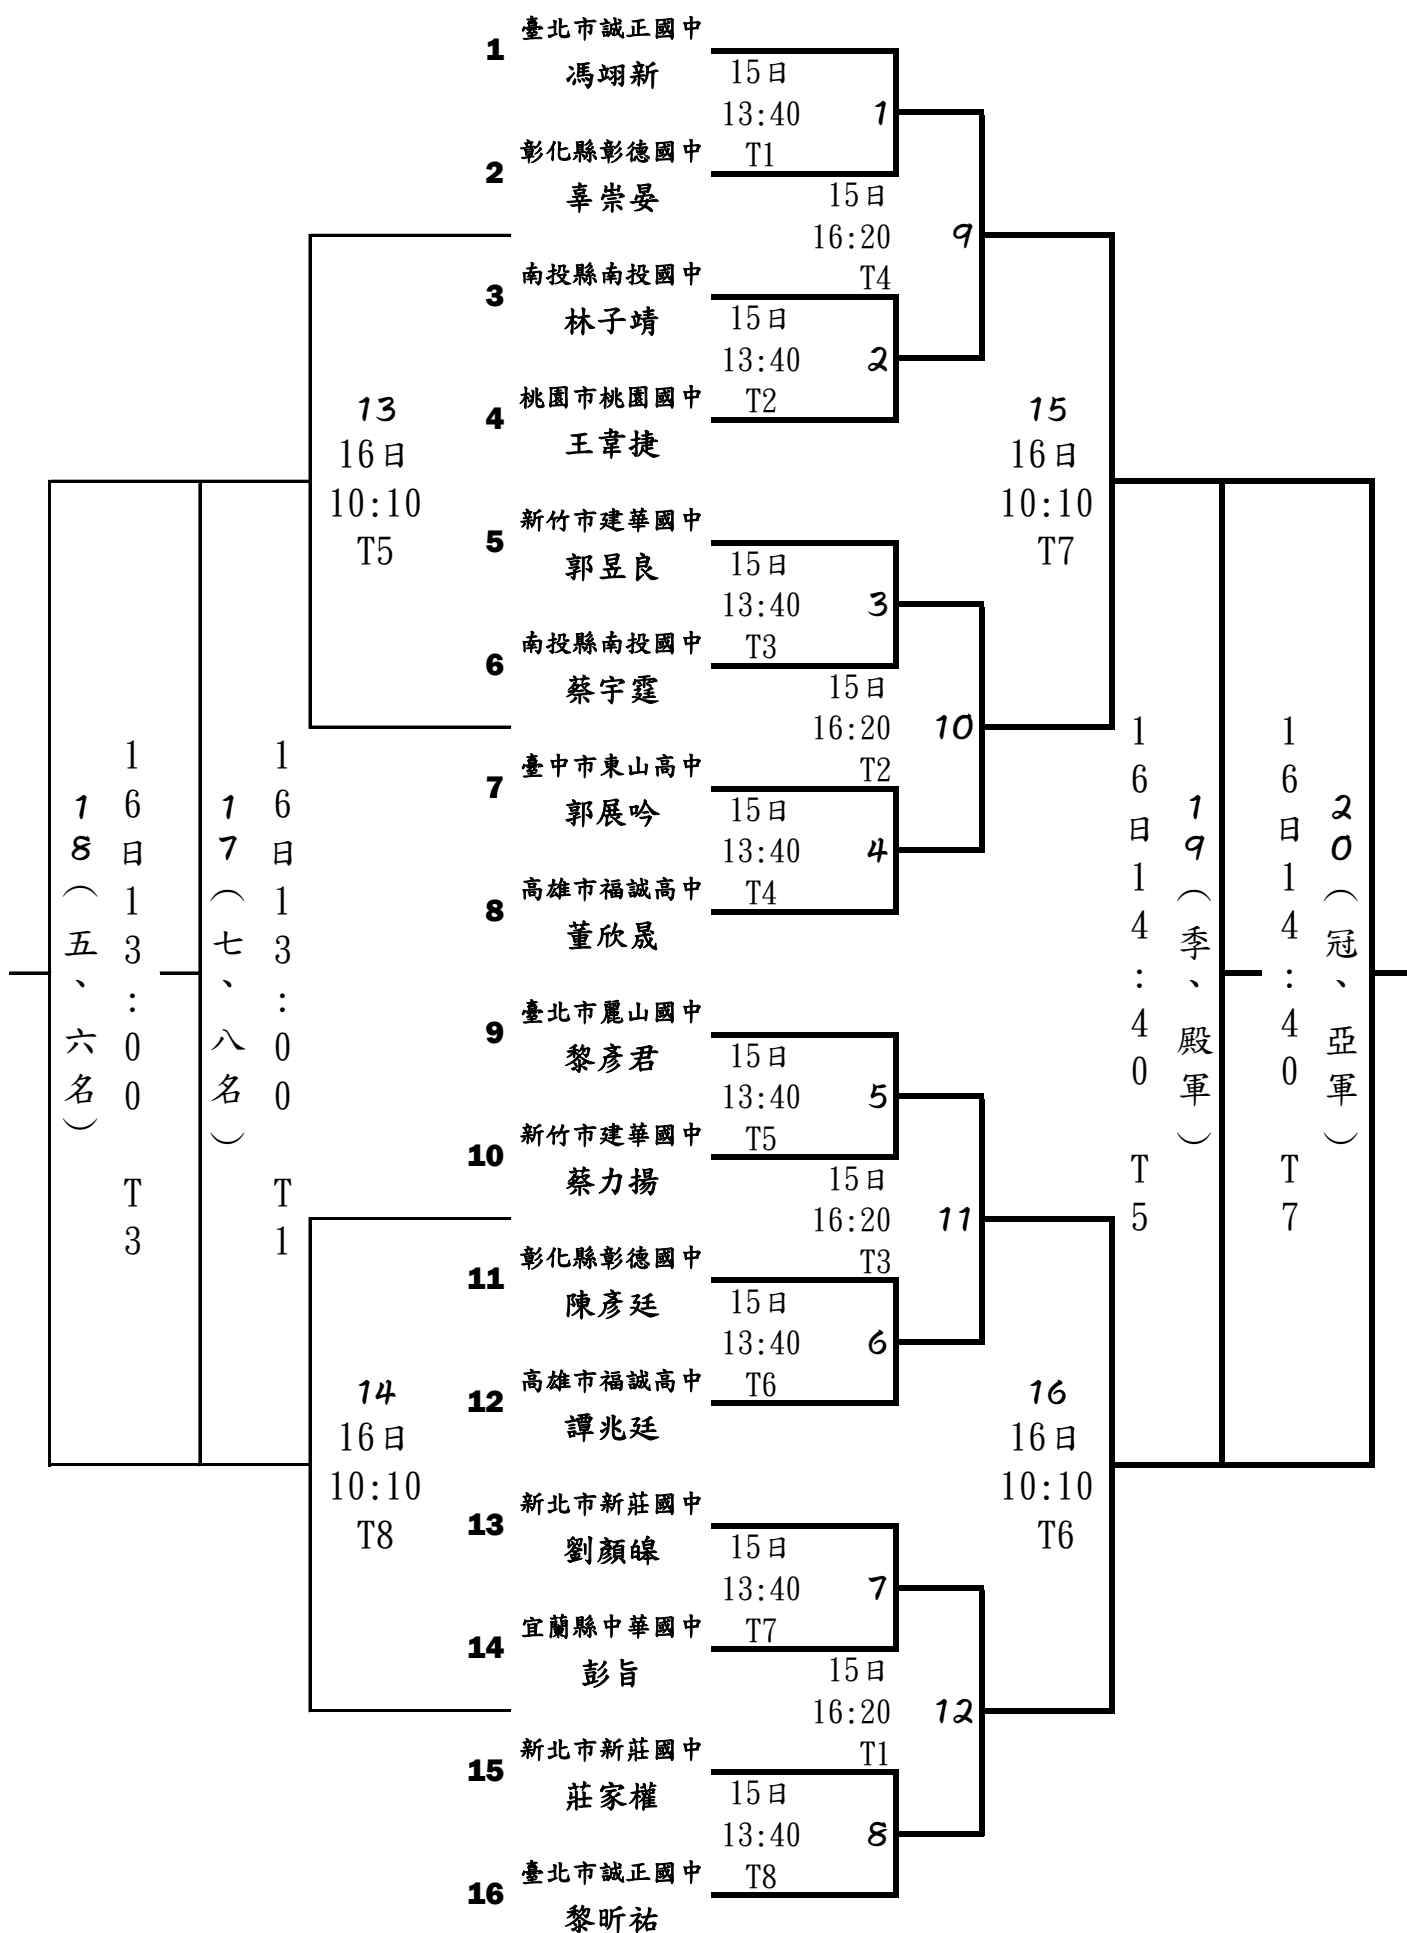 1 臺北市誠正國中
馮翊新
15日
13:40 1
T1
2 彰化縣彰德國中
辜崇晏
15日
16:20 9
T4
3 南投縣南投國中
林子靖
15日
13:40 2
T2
4 桃園市桃園國中
王韋捷
13
16日
10:10
T5
15
16日
10:10
T7
5 新竹市建華國中
郭昱良
15日
13:40 3
T3
6 南投縣南投國中
蔡宇霆
15日
16:20 10
T2
7 臺中市東山高中
郭展吟
15日
13:40 4
T4
8 高雄市福誠高中
董欣晟
18(五、六名)
16日13:00 T3
17(七、八名)
16日13:00 T1
16日14:40 T5
19(季、殿軍)
16日14:40 T7
20(冠、亞軍)
9 臺北市麗山國中
黎彥君
15日
13:40 5
T5
10 新竹市建華國中
蔡力揚
15日
16:20 11
T3
11 彰化縣彰德國中
陳彥廷
15日
13:40 6
T6
12 高雄市福誠高中
譚兆廷
14
16日
10:10
T8
16
16日
10:10
T6
13 新北市新莊國中
劉顏皞
15日
13:40 7
T7
14 宜蘭縣中華國中
彭旨
15日
16:20 12
T1
15 新北市新莊國中
莊家權
15日
13:40 8
T8
16 臺北市誠正國中
黎昕祐